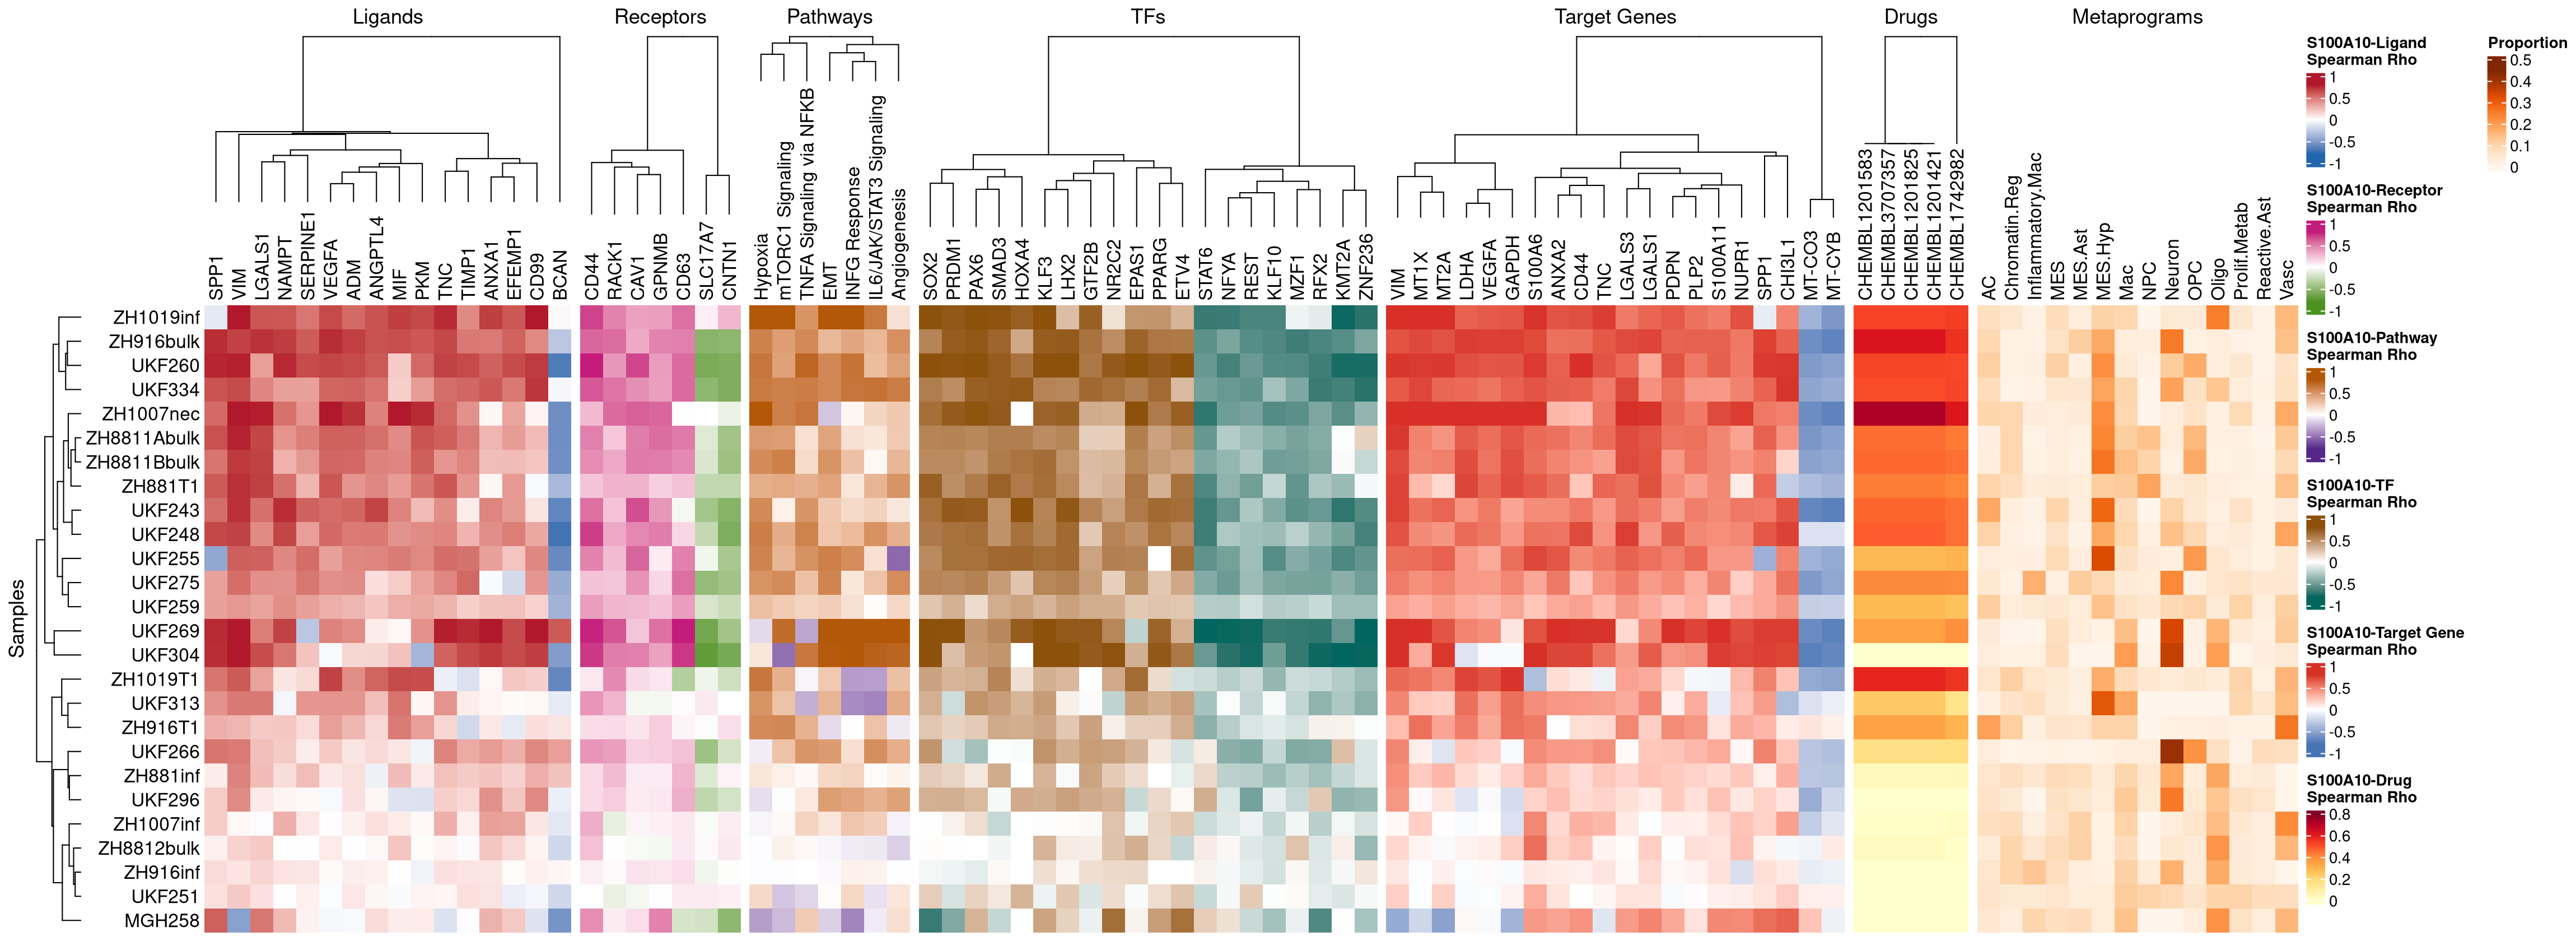 Ligands
Receptors
Pathways
TFs
Target Genes
Drugs
Metaprograms
SPP1
VIM
LGALS1
NAMPT
SERPINE1
VEGFA
ADM
ANGPTL4
MIF
PKM
TNC
TIMP1
ANXA1
EFEMP1
CD99
BCAN
CD44
RACK1
CAV1
GPNMB
CD63
SLC17A7
CNTN1
Hypoxia
mTORC1 Signaling
TNFA Signaling via NFKB
EMT
INFG Response
IL6/JAK/STAT3 Signaling
Angiogenesis
SOX2
PRDM1
PAX6
SMAD3
HOXA4
KLF3
LHX2
GTF2B
NR2C2
EPAS1
PPARG
ETV4
STAT6
NFYA
REST
KLF10
MZF1
RFX2
KMT2A
ZNF236
VIM
MT1X
MT2A
LDHA
VEGFA
GAPDH
S100A6
ANXA2
CD44
TNC
LGALS3
LGALS1
PDPN
PLP2
S100A11
NUPR1
SPP1
CHI3L1
MT-CO3
MT-CYB
CHEMBL1201583
CHEMBL3707357
CHEMBL1201825
CHEMBL1201421
CHEMBL1742982
AC
Chromatin.Reg
Inflammatory.Mac
MES
MES.Ast
MES.Hyp
Mac
NPC
Neuron
OPC
Oligo
Prolif.Metab
Reactive.Ast
Vasc
Samples
ZH1019inf
ZH916bulk
UKF260
UKF334
ZH1007nec
ZH8811Abulk
ZH8811Bbulk
ZH881T1
UKF243
UKF248
UKF255
UKF275
UKF259
UKF269
UKF304
ZH1019T1
UKF313
ZH916T1
UKF266
ZH881inf
UKF296
ZH1007inf
ZH8812bulk
ZH916inf
UKF251
MGH258
S100A10-Ligand
Spearman Rho
1
0.5
0
-0.5
-1
S100A10-Receptor
Spearman Rho
1
0.5
0
-0.5
-1
S100A10-Pathway
Spearman Rho
1
0.5
0
-0.5
-1
S100A10-TF
Spearman Rho
1
0.5
0
-0.5
-1
S100A10-Target Gene
Spearman Rho
1
0.5
0
-0.5
-1
S100A10-Drug
Spearman Rho
0.8
0.6
0.4
0.2
0
Proportion
0.5
0.4
0.3
0.2
0.1
0